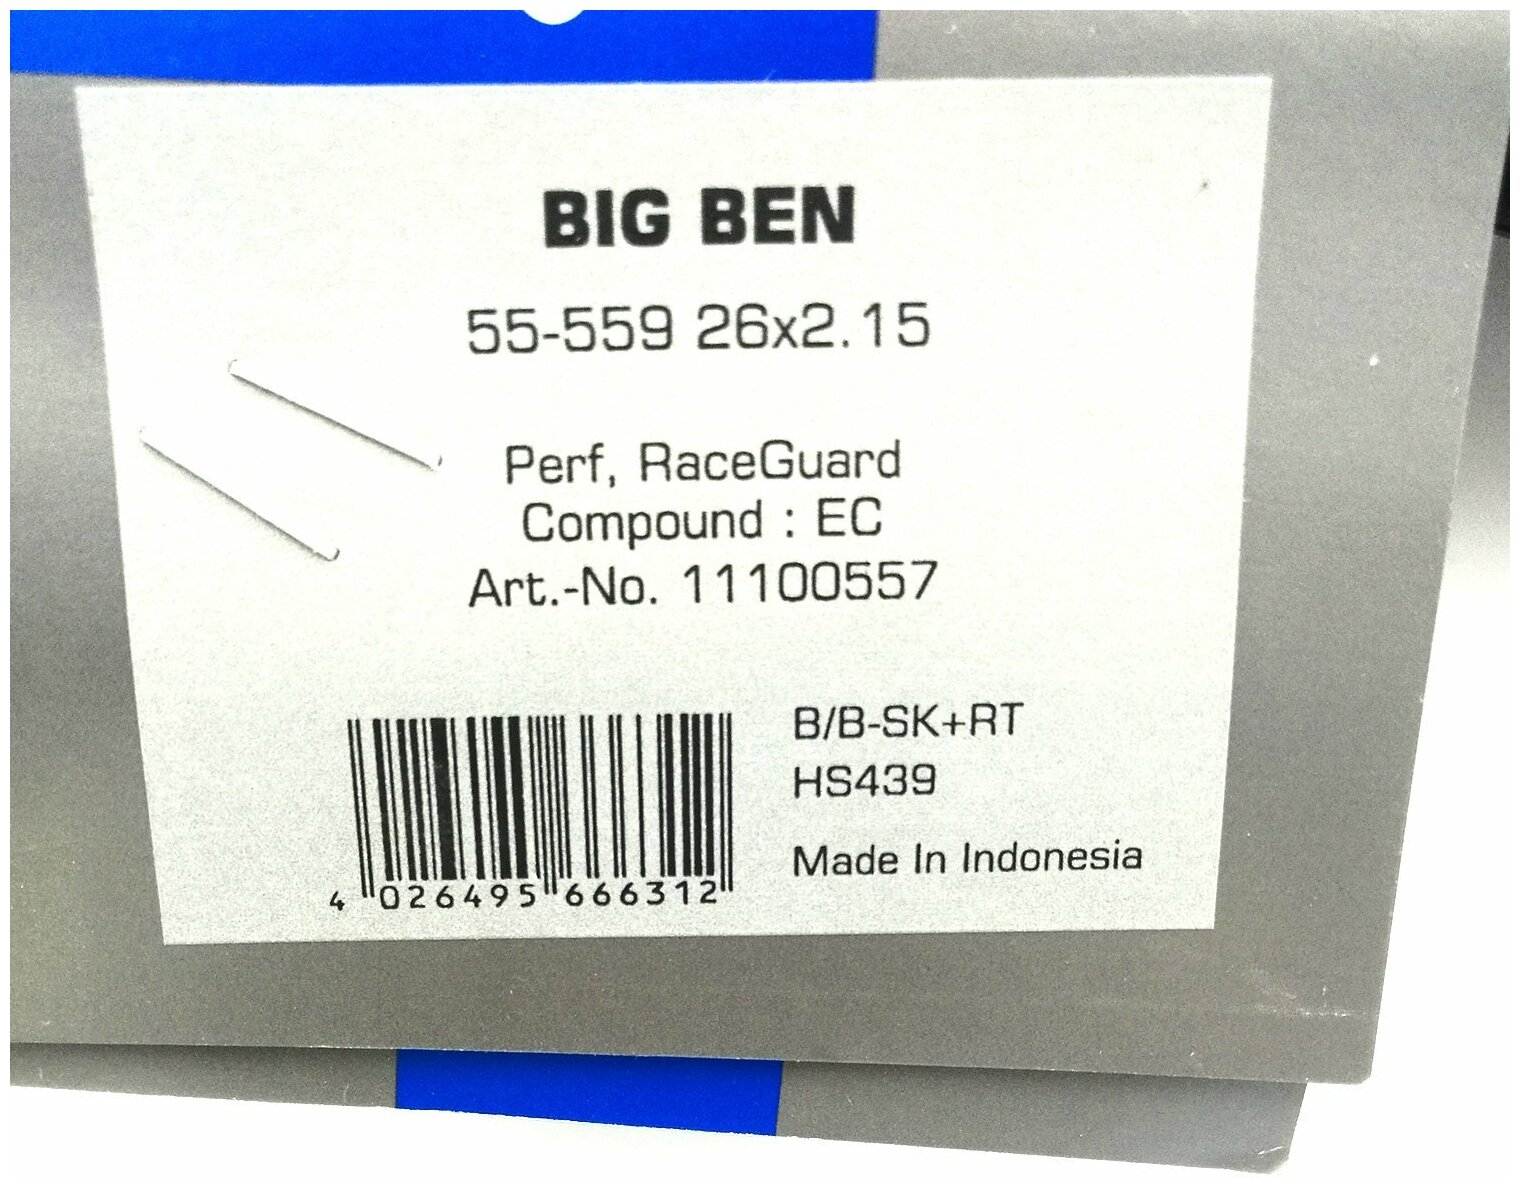 BIG BEN
55-559 26x2.15
Perf, RaceGuard
Compound : EC
Art.-No. 11100557
B/B-SK+RT
HS439
Made In Indonesia
4 026495 666312